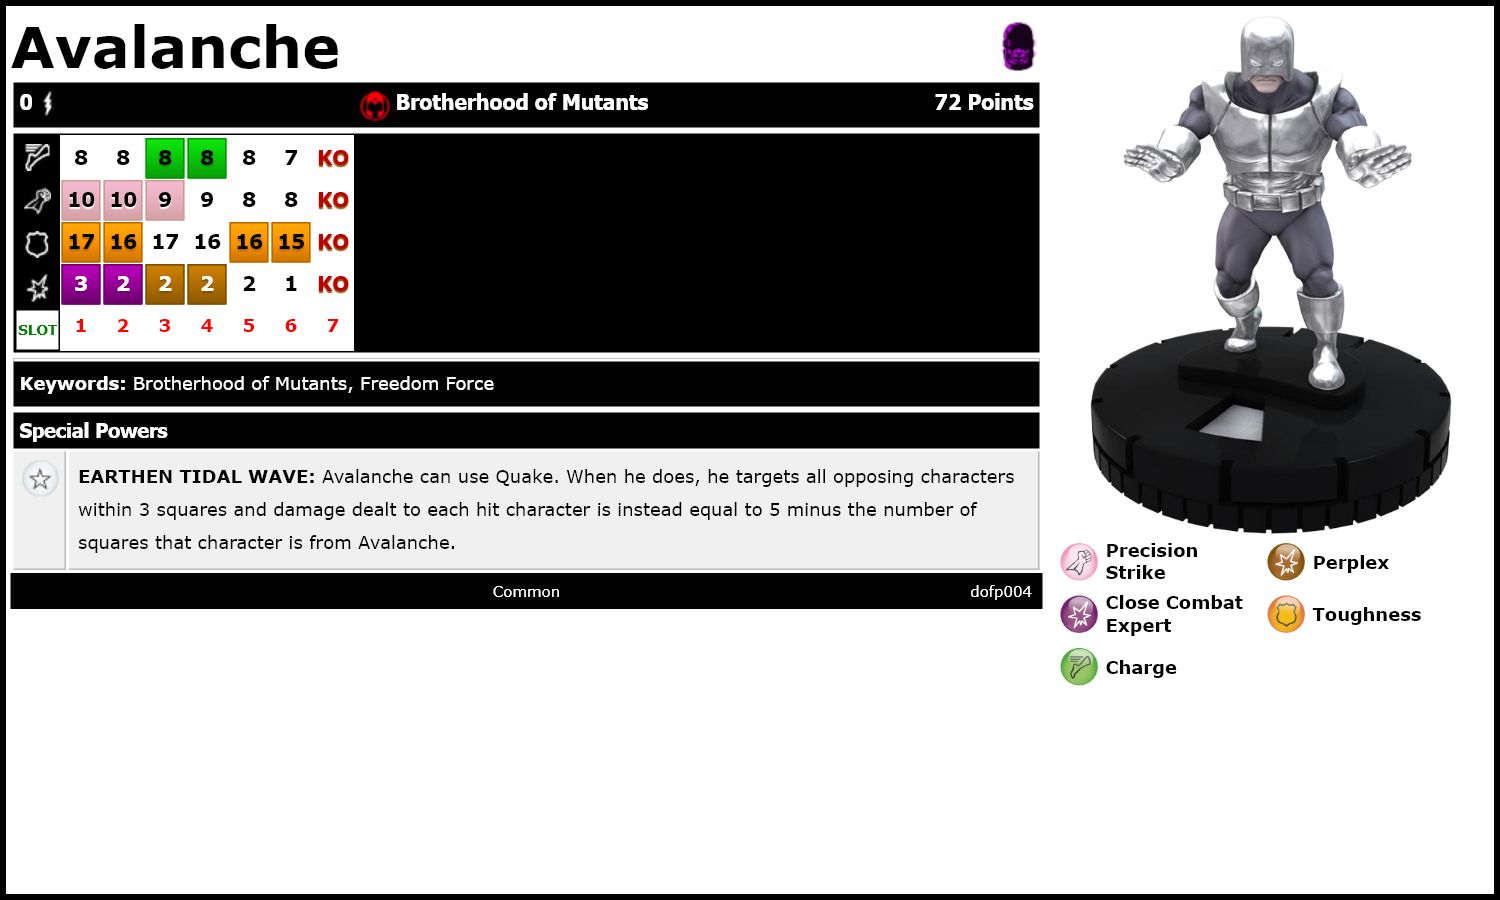 Avalanche
0 Brotherhood of Mutants 72 Points
8 8 8 8 8 7 KO
10 10 9 9 8 8 KO
17 16 17 16 16 15 KO
3 2 2 2 2 1 KO
SLOT 1 2 3 4 5 6 7
Keywords: Brotherhood of Mutants, Freedom Force
Special Powers
EARTHEN TIDAL WAVE: Avalanche can use Quake. When he does, he targets all opposing characters
within 3 squares and damage dealt to each hit character is instead equal to 5 minus the number of
squares that character is from Avalanche.
Common dofp004
Precision
Strike
Perplex
Close Combat
Expert
Toughness
Charge